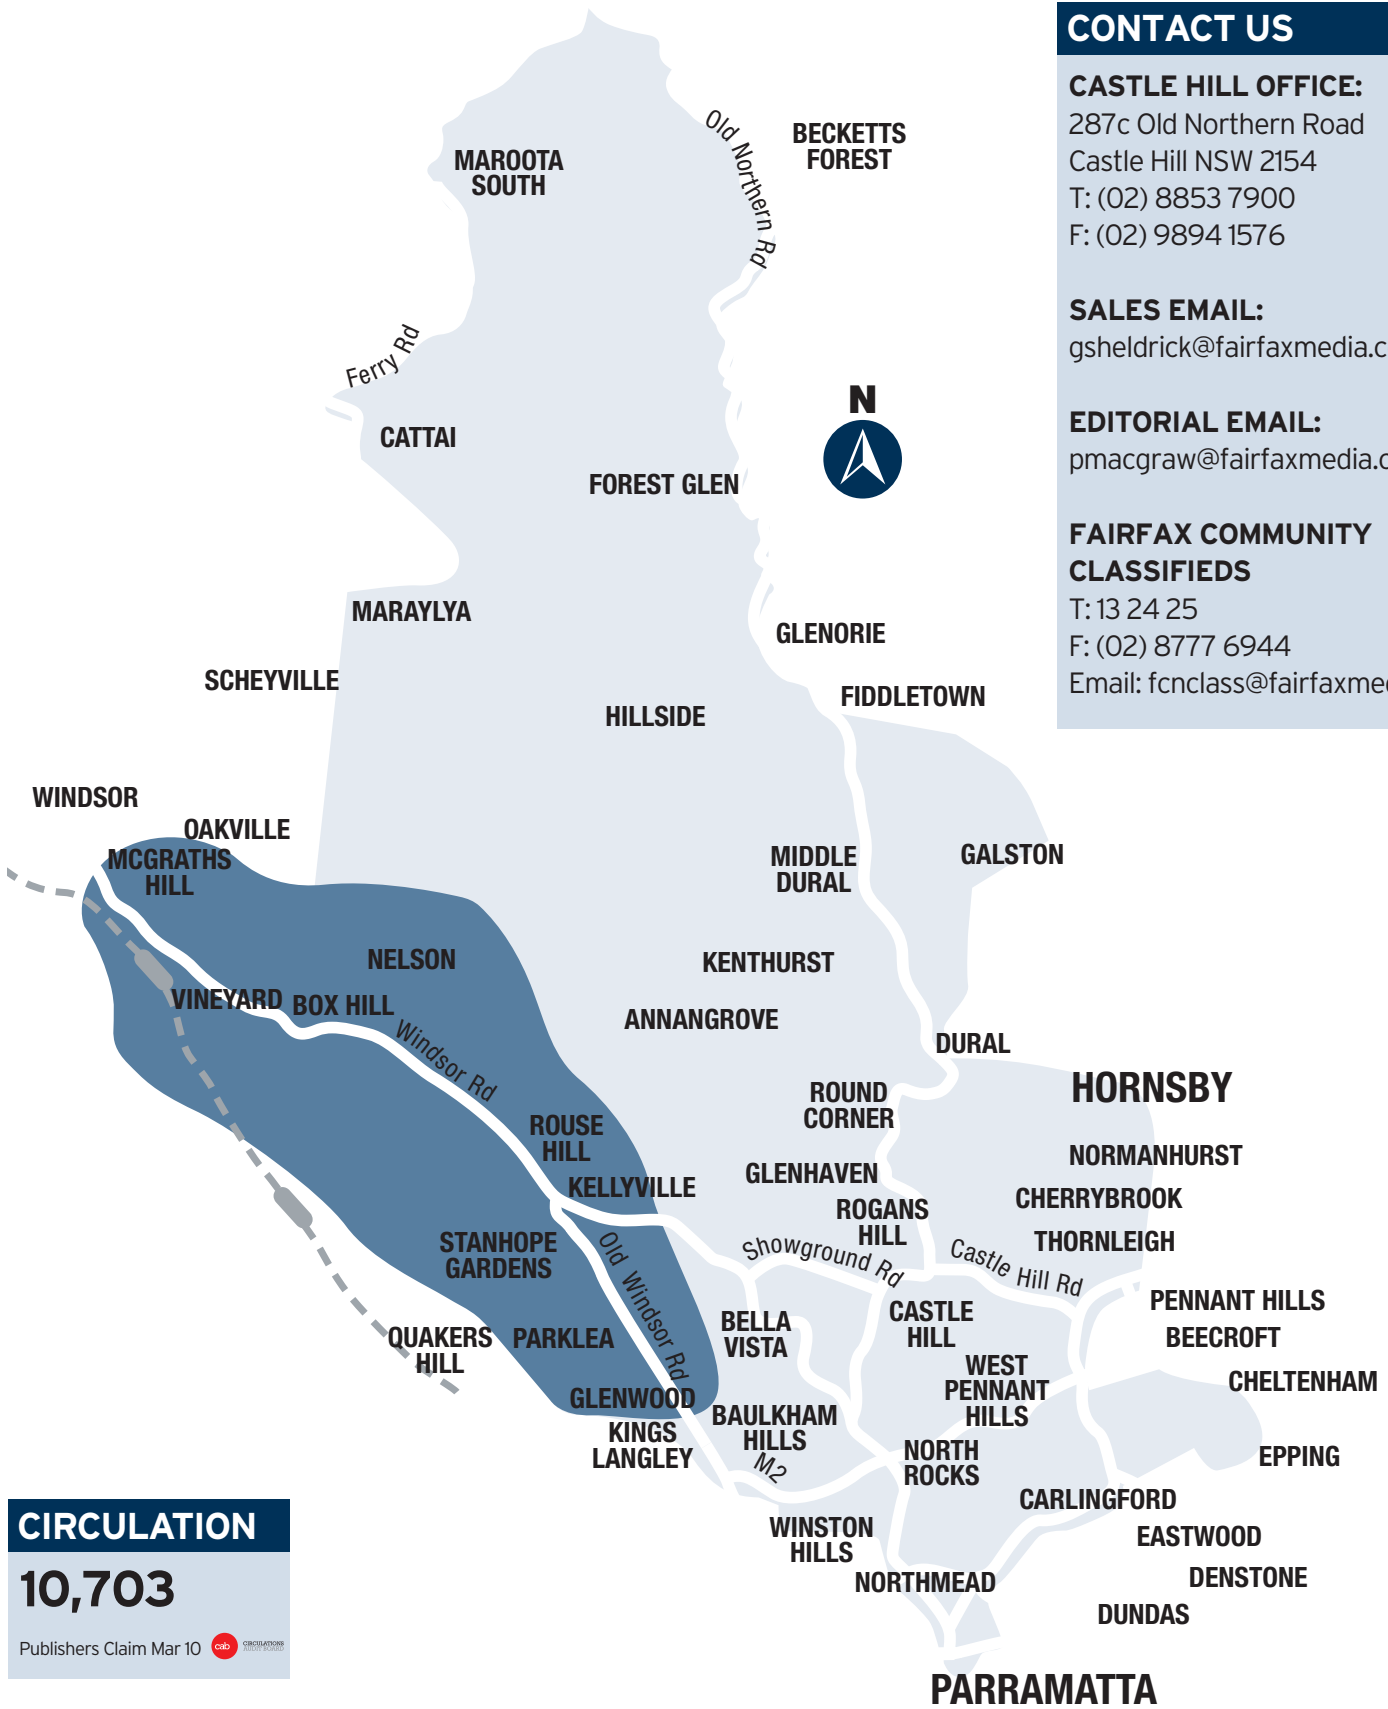 CONTACT US
CASTLE HILL OFFICE:
287c Old Northern Road
Castle Hill NSW 2154
T: (02) 8853 7900
F: (02) 9894 1576
SALES EMAIL:
gsheldrick@fairfaxmedia.c
EDITORIAL EMAIL:
pmacgraw@fairfaxmedia.c
FAIRFAX COMMUNITY
CLASSIFIEDS
T: 13 24 25
F: (02) 8777 6944
Email: fcnclass@fairfaxmed
MAROOTA
SOUTH
Old Northern Rd
BECKETTS
FOREST
Ferry Rd
N
CATTAI
FOREST GLEN
MARAYLYA
GLENORIE
SCHEYVILLE
FIDDLETOWN
HILLSIDE
WINDSOR
OAKVILLE
MCGRATHS
HILL
MIDDLE
DURAL
GALSTON
NELSON
KENTHURST
VINEYARD
BOX HILL
Windsor Rd
ANNANGROVE
DURAL
HORNSBY
ROUND
CORNER
ROUSE
HILL
NORMANHURST
GLENHAVEN
KELLYVILLE
CHERRYBROOK
ROGANS
HILL
THORNLEIGH
STANHOPE
GARDENS
Old Windsor Rd
Showground Rd
Castle Hill Rd
PENNANT HILLS
BELLA
VISTA
CASTLE
HILL
BEECROFT
QUAKERS
HILL
PARKLEA
WEST
PENNANT
HILLS
CHELTENHAM
GLENWOOD
BAULKHAM
HILLS
KINGS
LANGLEY
M2
NORTH
ROCKS
EPPING
CARLINGFORD
WINSTON
HILLS
EASTWOOD
NORTHMEAD
DENSTONE
DUNDAS
PARRAMATTA
CIRCULATION
10,703
Publishers Claim Mar 10
cab
CIRCULATIONS
AUDIT BOARD